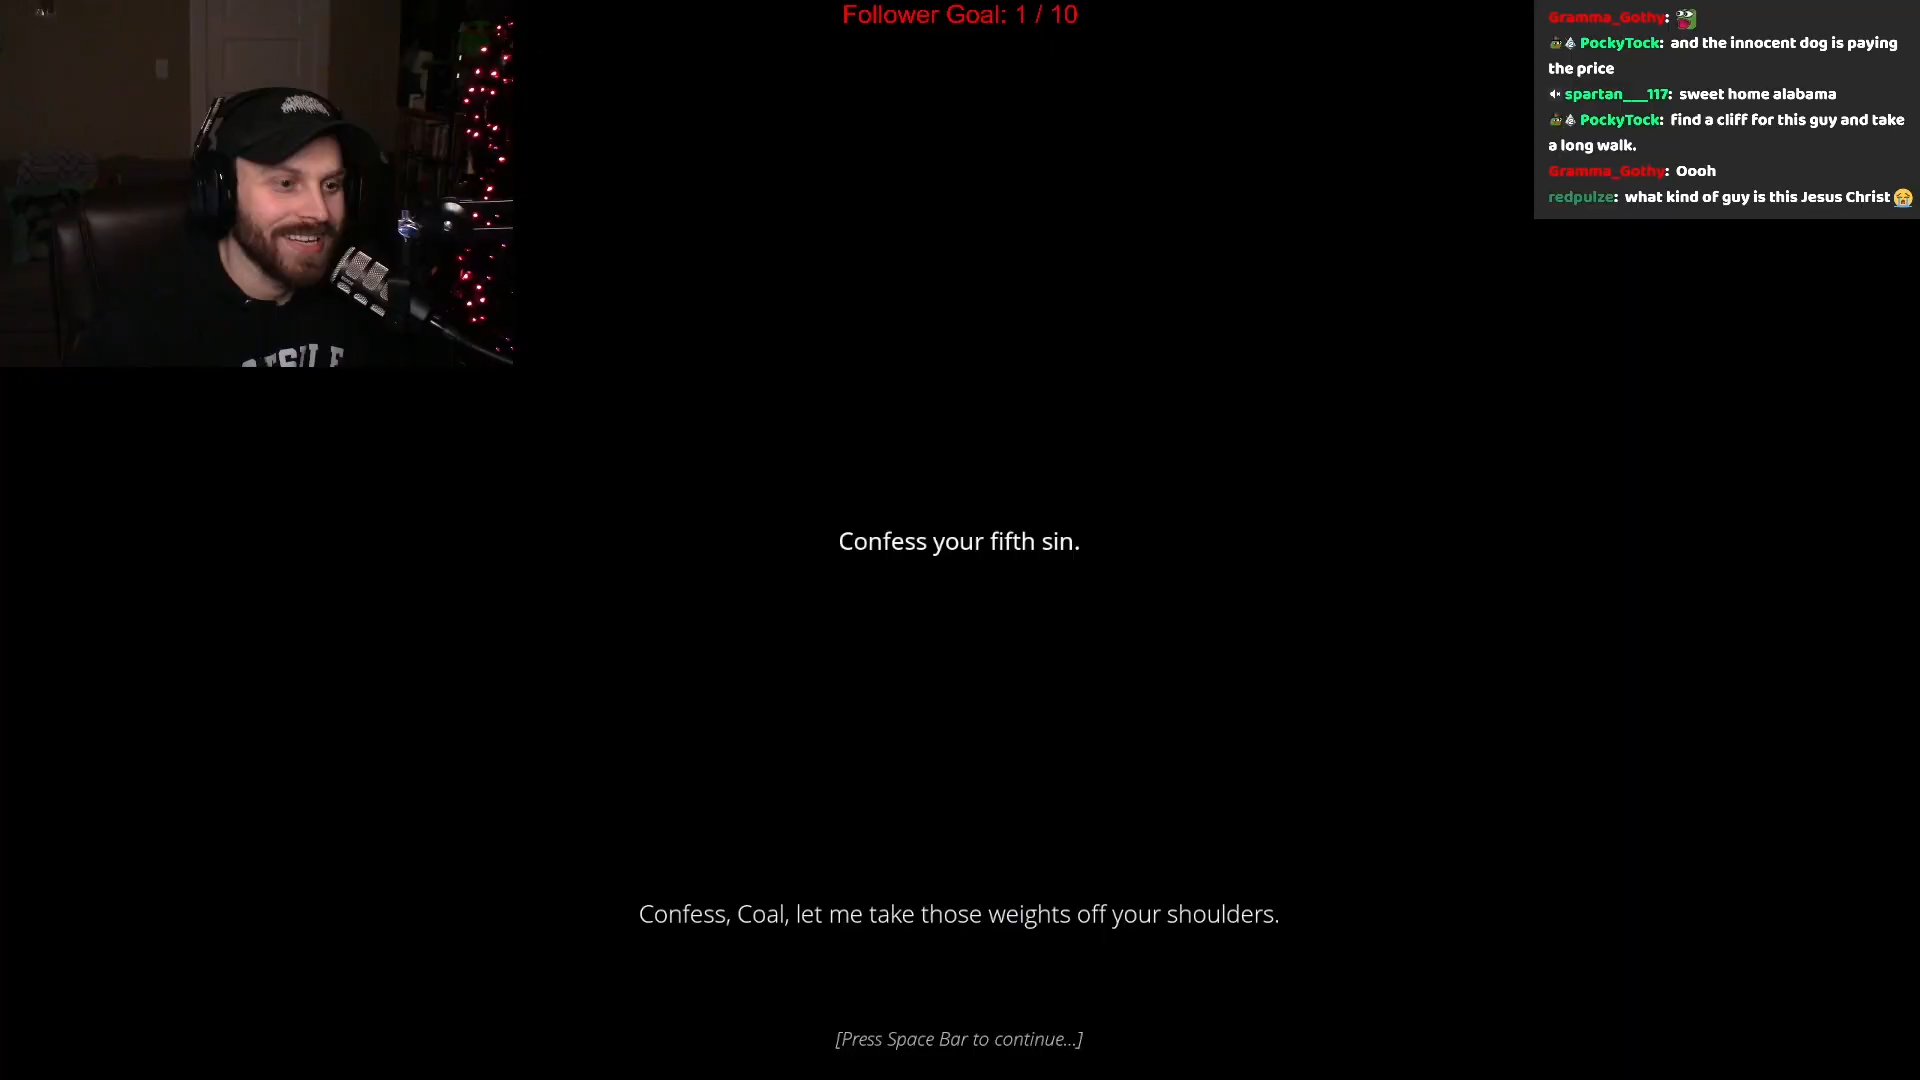 Follower Goal: 1 / 10
Gramma_Gothy:
PockyTock: and the innocent dog is paying
the price
spartan___117: sweet home alabama
PockyTock: find a cliff for this guy and take
a long walk.
Gramma_Gothy: Oooh
redpulze: what kind of guy is this Jesus Christ 😭
Confess your fifth sin.
Confess, Coal, let me take those weights off your shoulders.
[Press Space Bar to continue...]